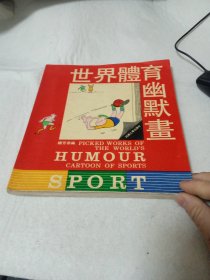 世界體育
幽默畫
PICKED WORKS OF
THE WORLD'S
HUMOUR
CARTOON OF SPORTS
SPORT